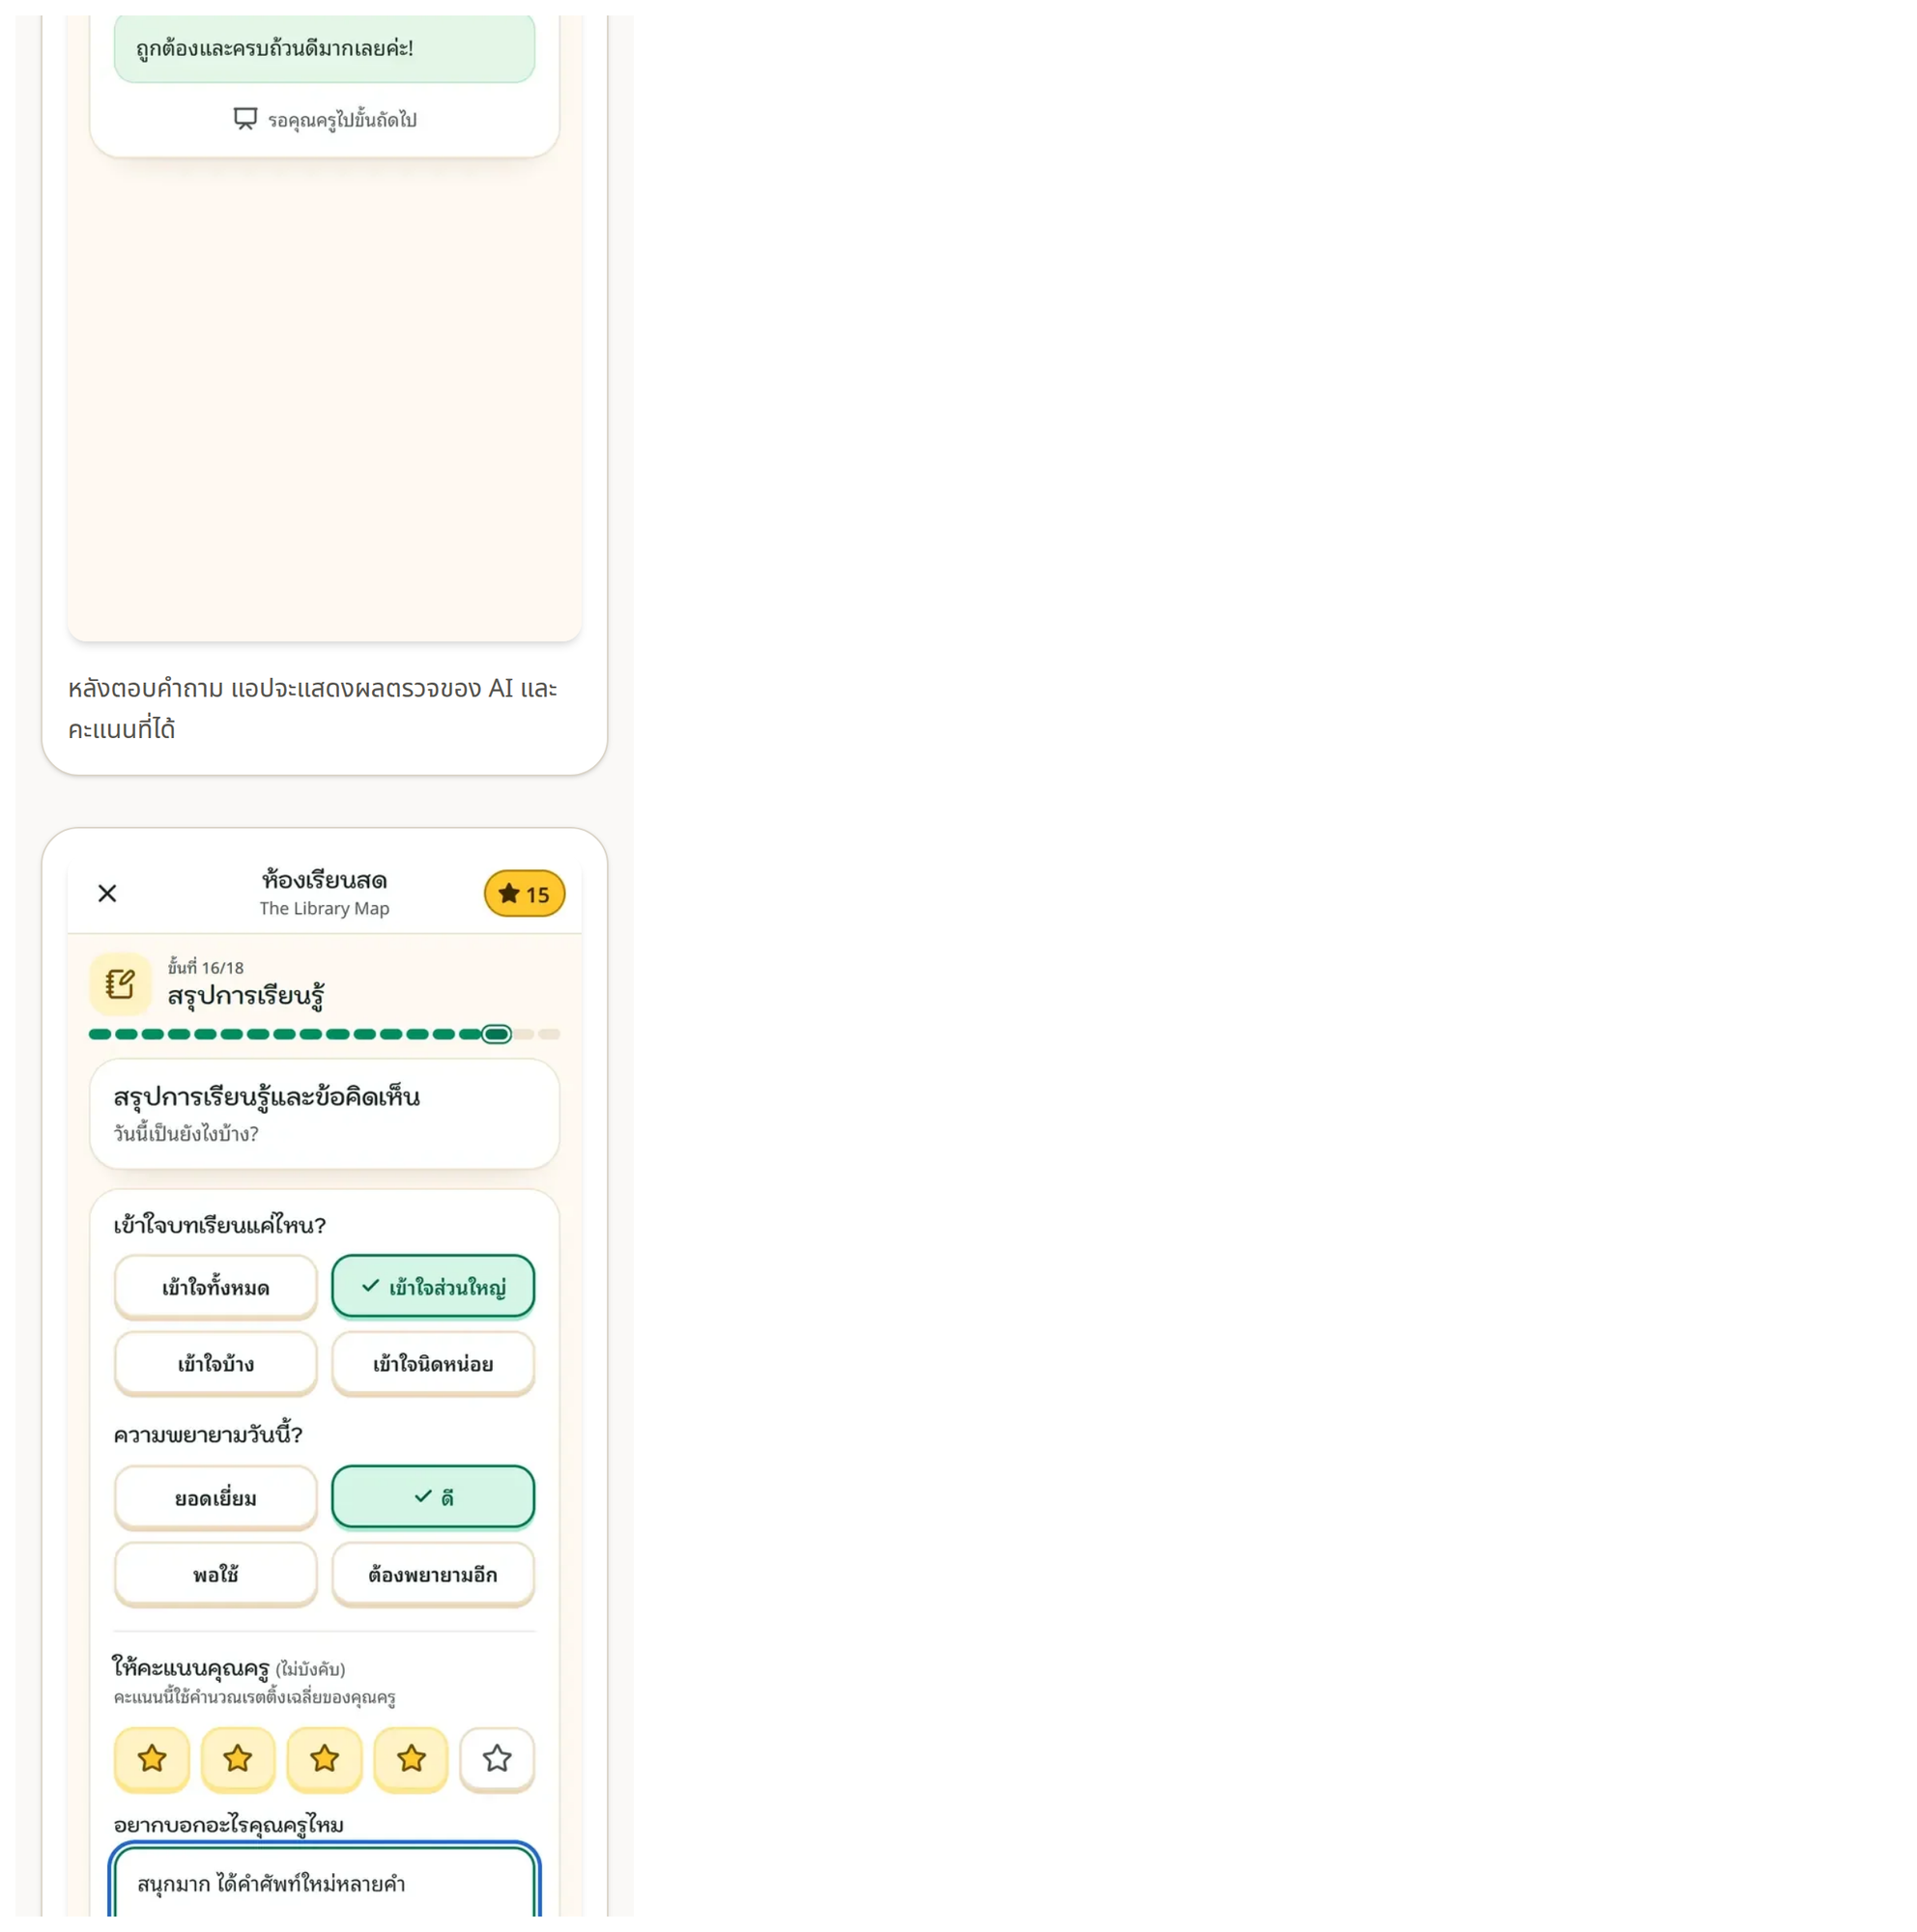 ถูกต้องและครบถ้วนดีมากเลยค่ะ!
รอคุณครูไปขั้นถัดไป
หลังตอบคำถาม แอปจะแสดงผลตรวจของ AI และ
คะแนนที่ได้
ห้องเรียนสด
The Library Map
15
ขั้นที่ 16/18
สรุปการเรียนรู้
สรุปการเรียนรู้และข้อคิดเห็น
วันนี้เป็นยังไงบ้าง?
เข้าใจบทเรียนแค่ไหน?
เข้าใจทั้งหมด
เข้าใจส่วนใหญ่
เข้าใจบ้าง
เข้าใจนิดหน่อย
ความพยายามวันนี้?
ยอดเยี่ยม
ดี
พอใช้
ต้องพยายามอีก
ให้คะแนนคุณครู (ไม่บังคับ)
คะแนนนี้ใช้คำนวณเรตติ้งเฉลี่ยของคุณครู
อยากบอกอะไรคุณครูไหม
สนุกมาก ได้คำศัพท์ใหม่หลายคำ